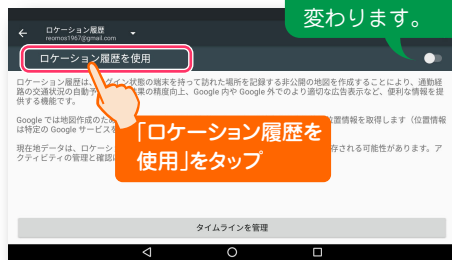 変わります。
ロケーション履歴
reomos1967@gmail.com
ロケーション履歴を使用
ロケーション履歴は、ログイン状態の端末を持って訪れた場所を記録する非公開の地図を作成することにより、通勤経
路の交通状況の自動予 結果の精度向上、Google 内や Google 外でのより適切な広告表示など、便利な情報を提
供する機能です。
Google では地図作成のため 位置情報を取得します(位置情報
は特定の Google サービスを
現在地データは、ロケーシ 存される可能性があります。ア
クティビティの管理と確認
「ロケーション履歴を
使用」をタップ
タイムラインを管理